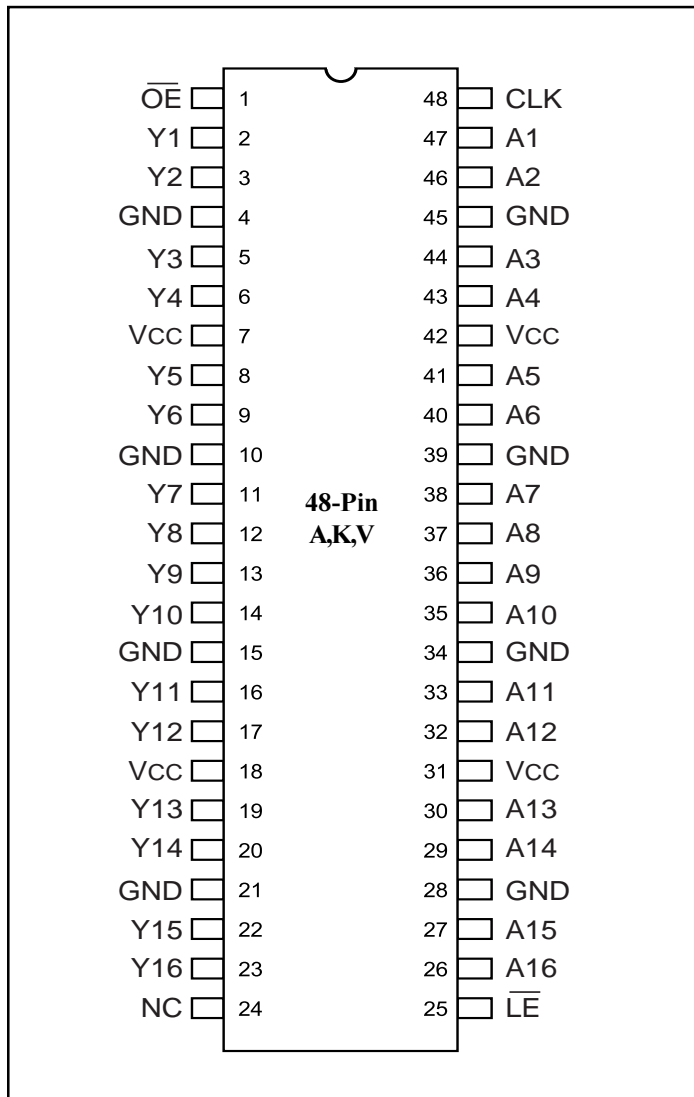 O̅E̅ 1 48 CLK
Y1 2 47 A1
Y2 3 46 A2
GND 4 45 GND
Y3 5 44 A3
Y4 6 43 A4
VCC 7 42 VCC
Y5 8 41 A5
Y6 9 40 A6
GND 10 39 GND
Y7 11 38 A7
48-Pin
Y8 12 37 A8
A,K,V
Y9 13 36 A9
Y10 14 35 A10
GND 15 34 GND
Y11 16 33 A11
Y12 17 32 A12
VCC 18 31 VCC
Y13 19 30 A13
Y14 20 29 A14
GND 21 28 GND
Y15 22 27 A15
Y16 23 26 A16
NC 24 25 L̅E̅